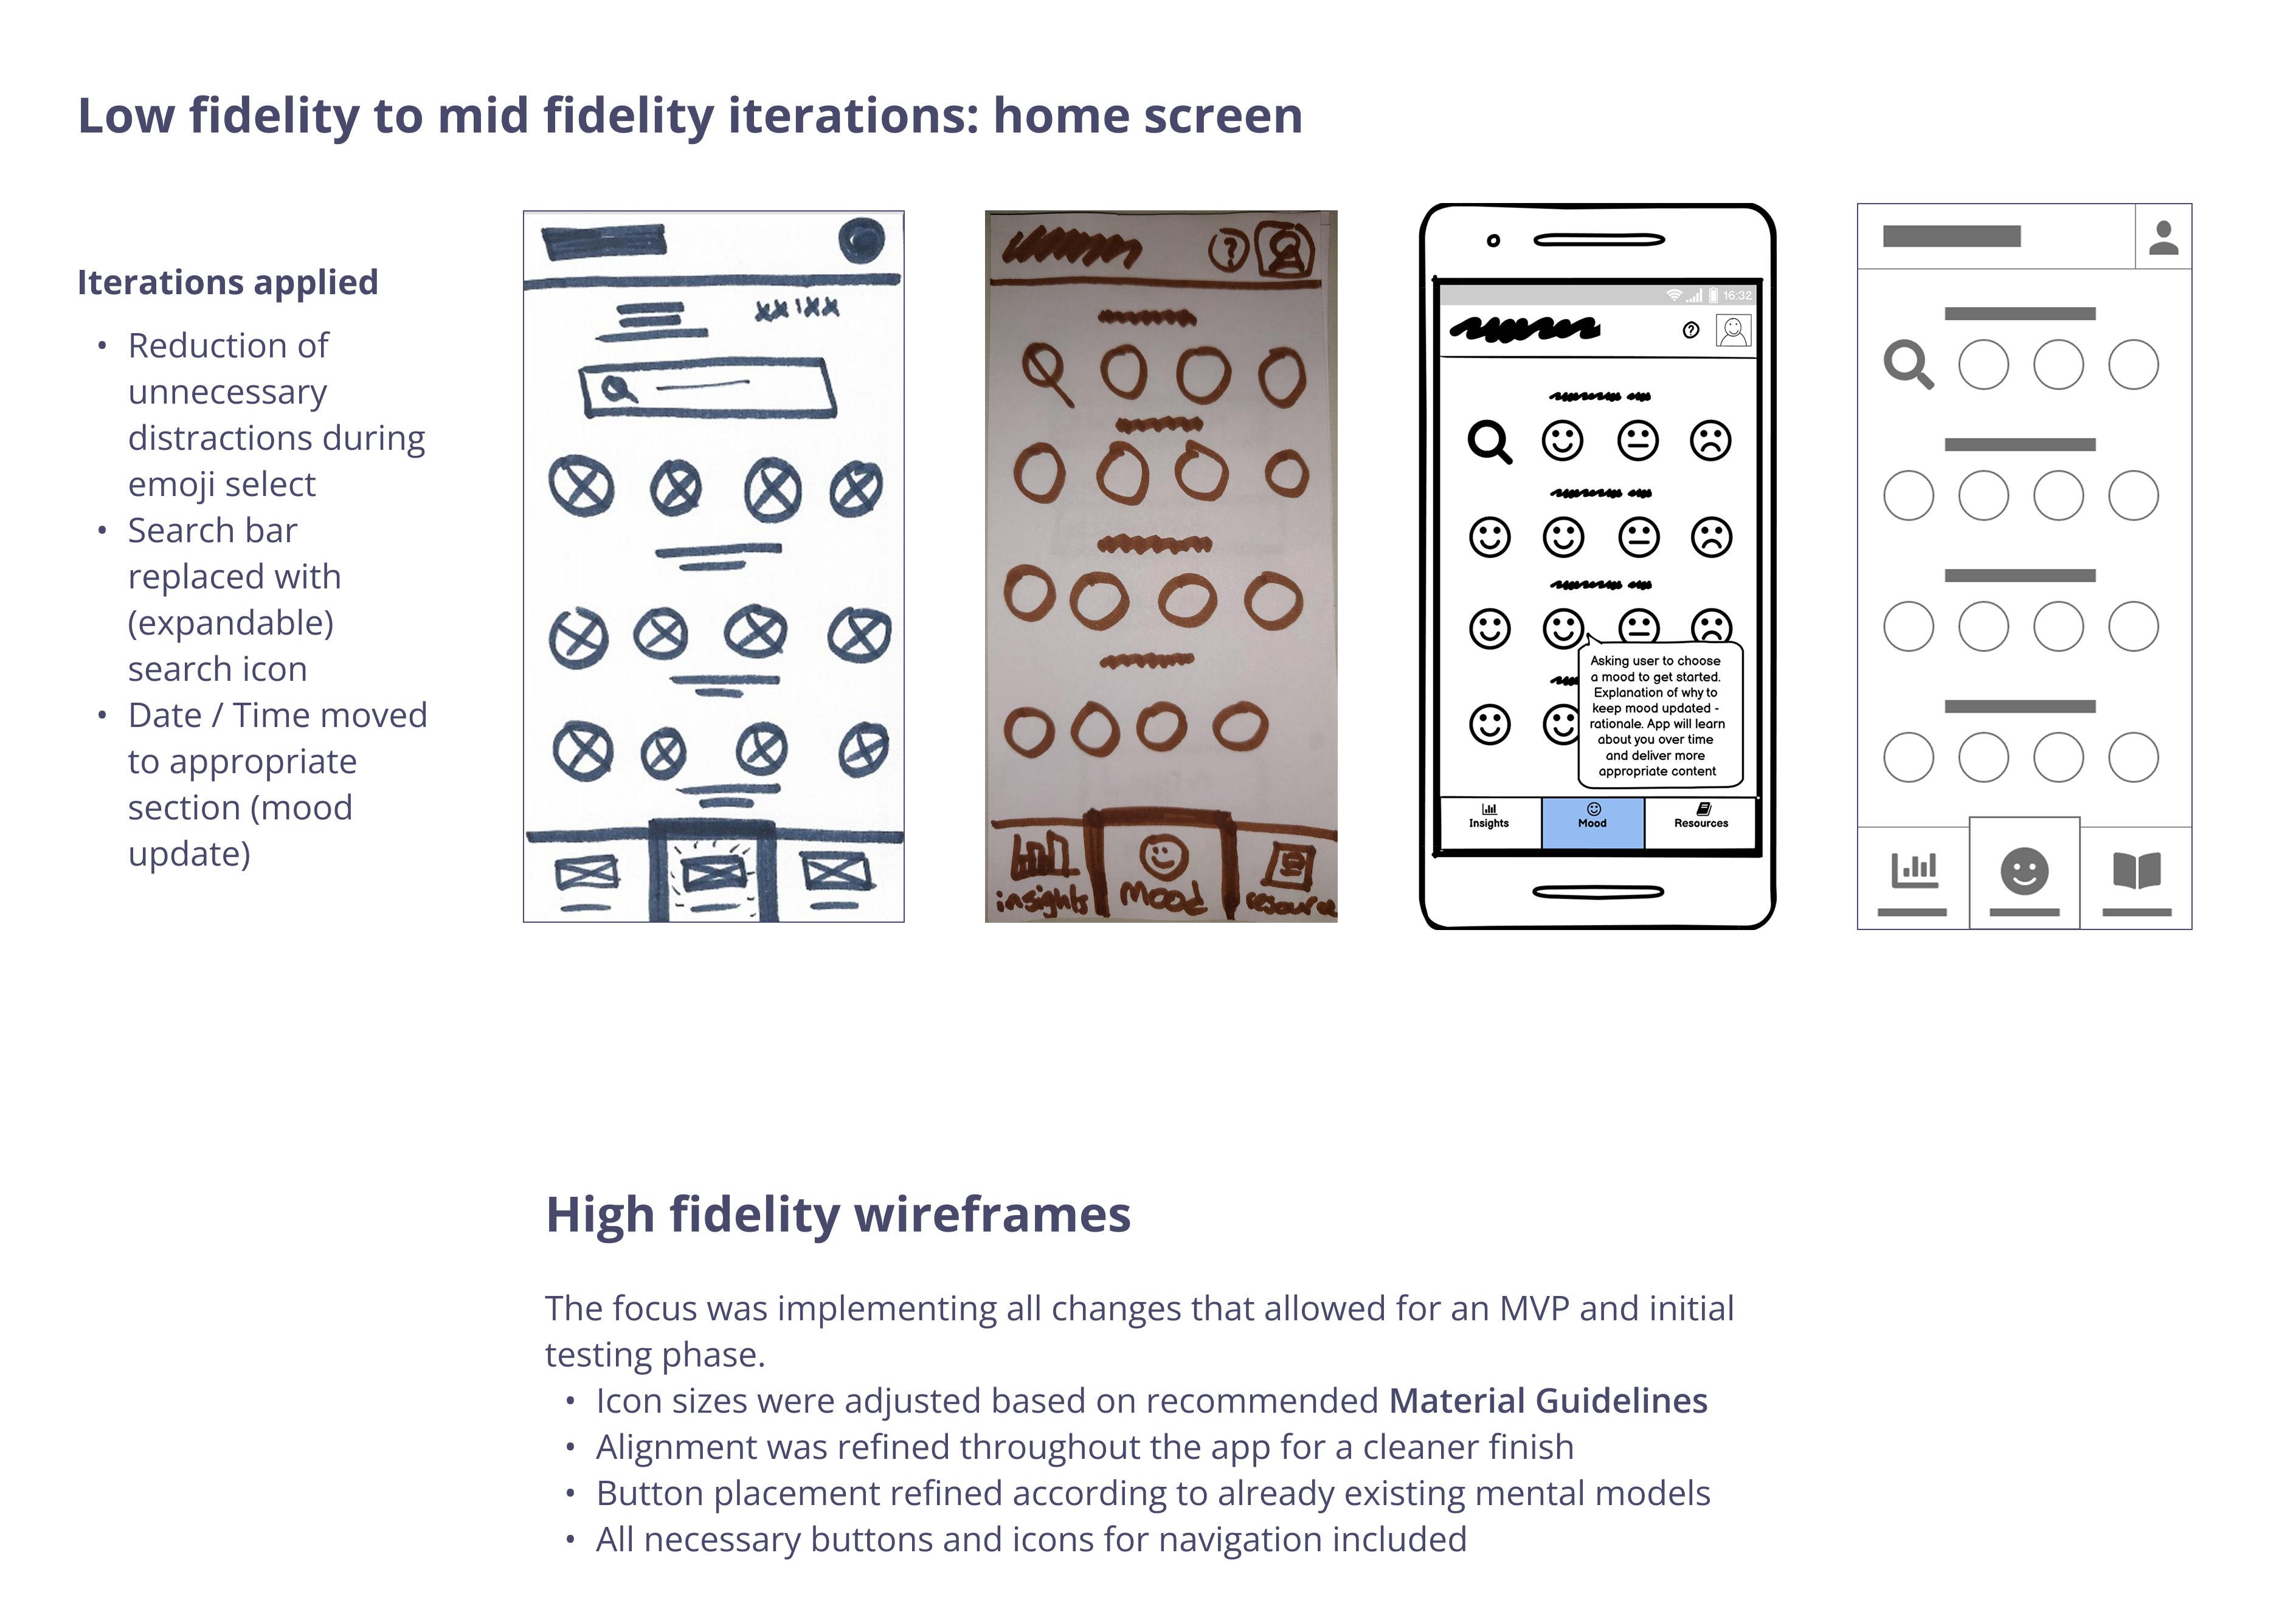 Low fidelity to mid fidelity iterations: home screen
Iterations applied
• Reduction of
unnecessary
distractions during
emoji select
• Search bar
replaced with
(expandable)
search icon
• Date / Time moved
to appropriate
section (mood
update)
xx:xx
?
insights
Mood
resource
16:32
?
Asking user to choose
a mood to get started.
Explanation of why to
keep mood updated -
rationale. App will learn
about you over time
and deliver more
appropriate content
Insights
Mood
Resources
High fidelity wireframes
The focus was implementing all changes that allowed for an MVP and initial
testing phase.
• Icon sizes were adjusted based on recommended Material Guidelines
• Alignment was refined throughout the app for a cleaner finish
• Button placement refined according to already existing mental models
• All necessary buttons and icons for navigation included